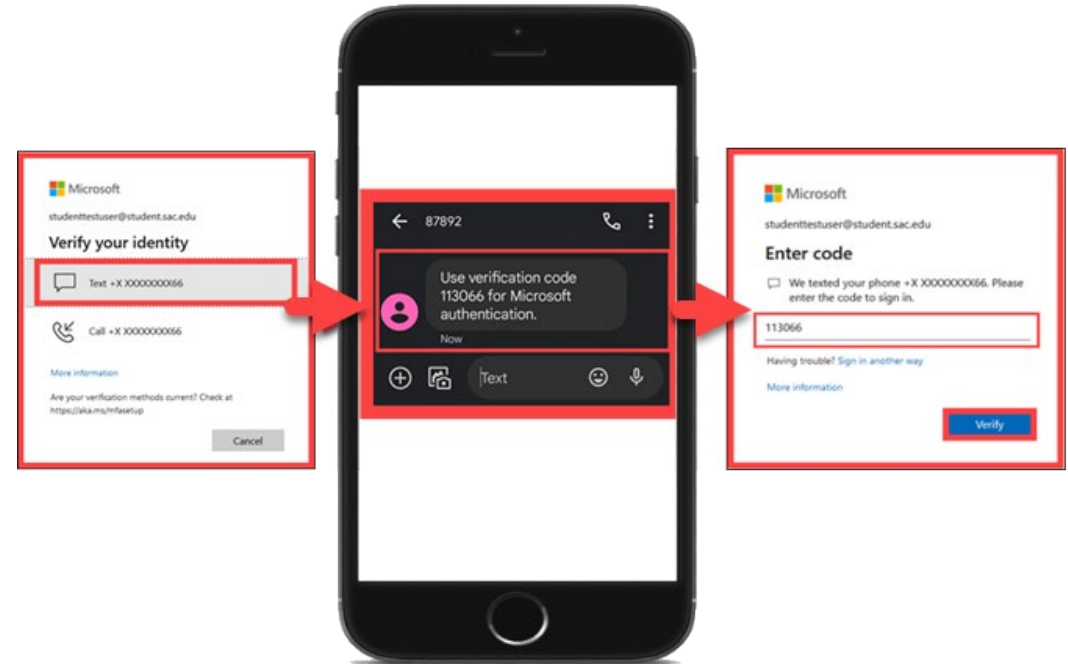 Microsoft
studenttestuser@student.sac.edu
Verify your identity
Text +X XXXXXXXX66
Call +X XXXXXXXX66
More information
Are your verification methods current? Check at
https://aka.ms/mfasetup
Cancel
87892
Use verification code
113066 for Microsoft
authentication.
Now
Text
Microsoft
studenttestuser@student.sac.edu
Enter code
We texted your phone +X XXXXXXXX66. Please
enter the code to sign in.
113066
Having trouble? Sign in another way
More information
Verify